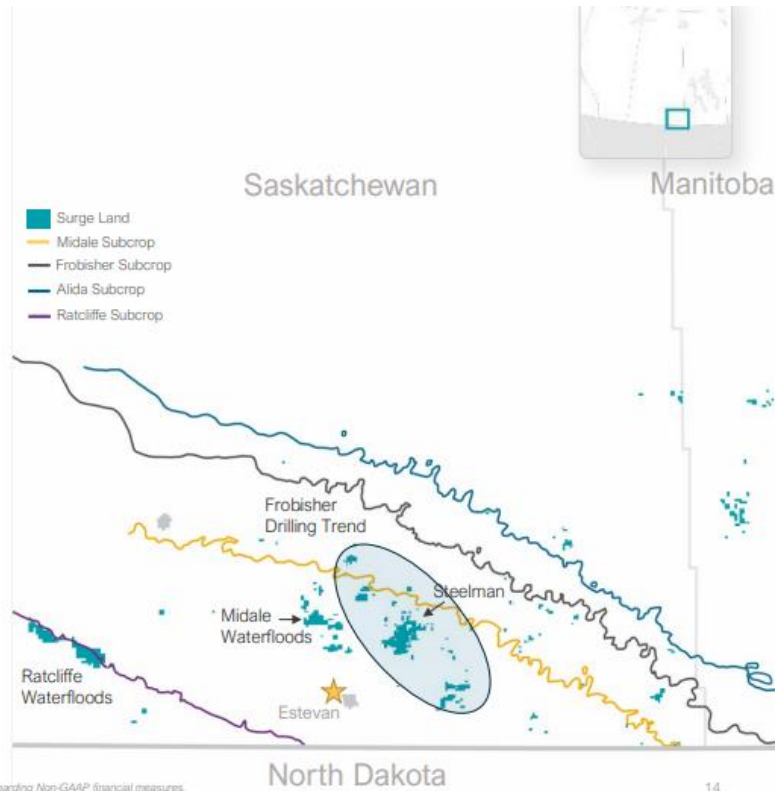 Saskatchewan
Manitoba
Surge Land
Midale Subcrop
Frobisher Subcrop
Alida Subcrop
Ratcliffe Subcrop
Frobisher
Drilling Trend
Steelman
Midale
Waterfloods
Ratcliffe
Waterfloods
Estevan
North Dakota
arding Non-GAAP financial measures.
14